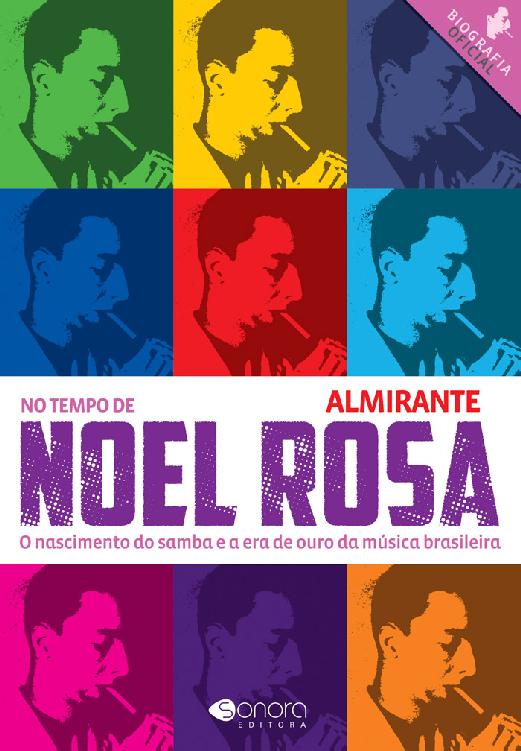 BIOGRAFIA
OFICIAL
NO TEMPO DE
ALMIRANTE
NOEL ROSA
O nascimento do samba e a era de ouro da música brasileira
Sonora
EDITORA